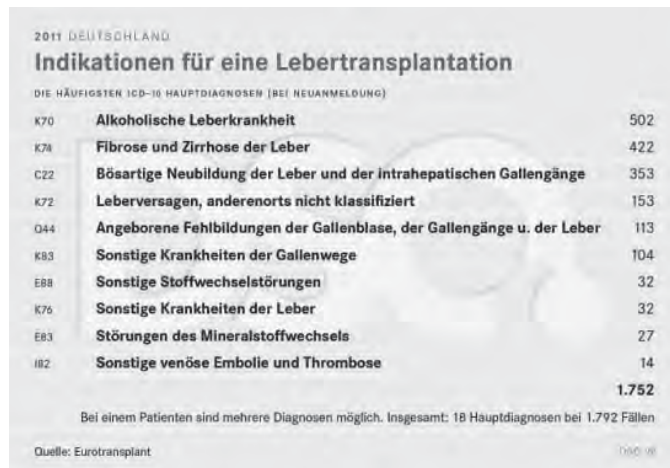 2011 DEUTSCHLAND
Indikationen für eine Lebertransplantation
DIE HÄUFIGSTEN ICD-10 HAUPTDIAGNOSEN (BEI NEUANMELDUNG)
K70 Alkoholische Leberkrankheit 502
K74 Fibrose und Zirrhose der Leber 422
C22 Bösartige Neubildung der Leber und der intrahepatischen Gallengänge 353
K72 Leberversagen, anderenorts nicht klassifiziert 153
Q44 Angeborene Fehlbildungen der Gallenblase, der Gallengänge u. der Leber 113
K83 Sonstige Krankheiten der Gallenwege 104
E88 Sonstige Stoffwechselstörungen 32
K76 Sonstige Krankheiten der Leber 32
E83 Störungen des Mineralstoffwechsels 27
I82 Sonstige venöse Embolie und Thrombose 14
1.752
Bei einem Patienten sind mehrere Diagnosen möglich. Insgesamt: 18 Hauptdiagnosen bei 1.792 Fällen
Quelle: Eurotransplant